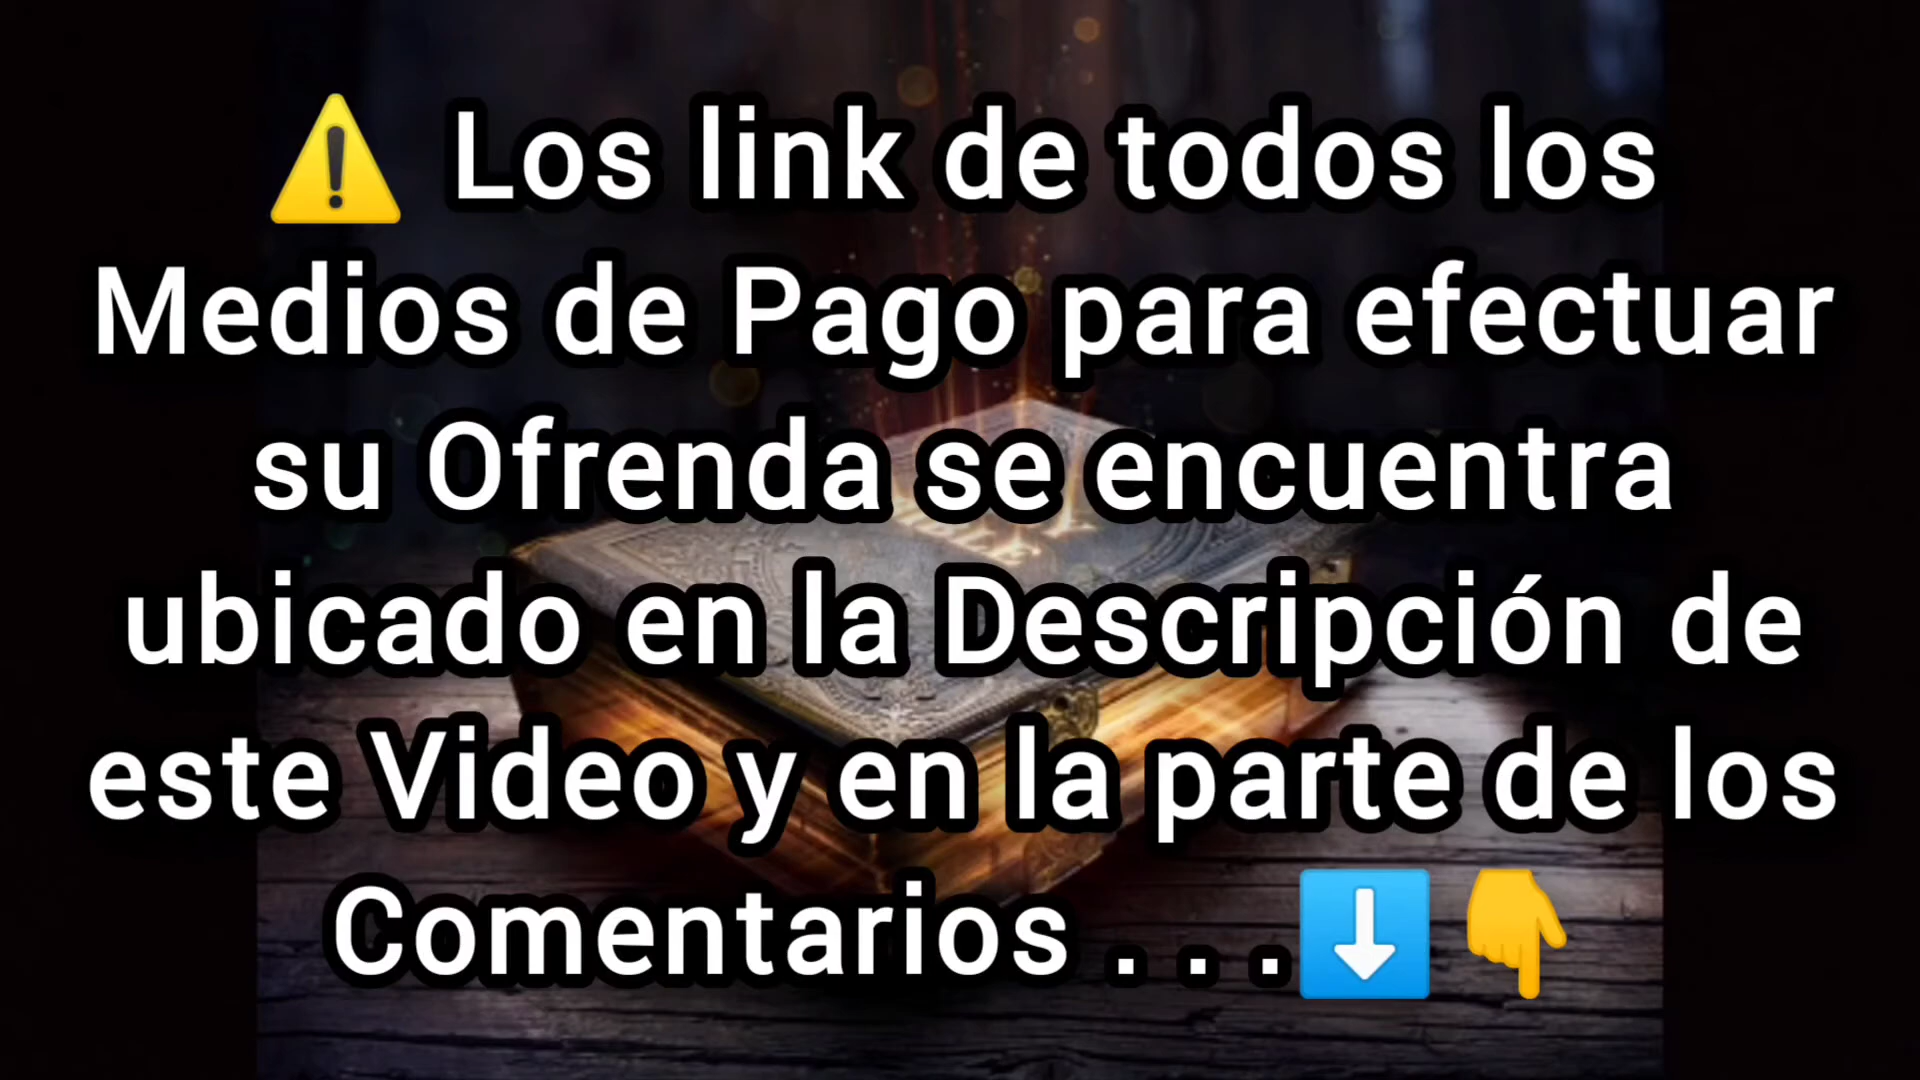 ⚠️ Los link de todos los
Medios de Pago para efectuar
su Ofrenda se encuentra
ubicado en la Descripción de
este Video y en la parte de los
Comentarios . . .⬇️👇